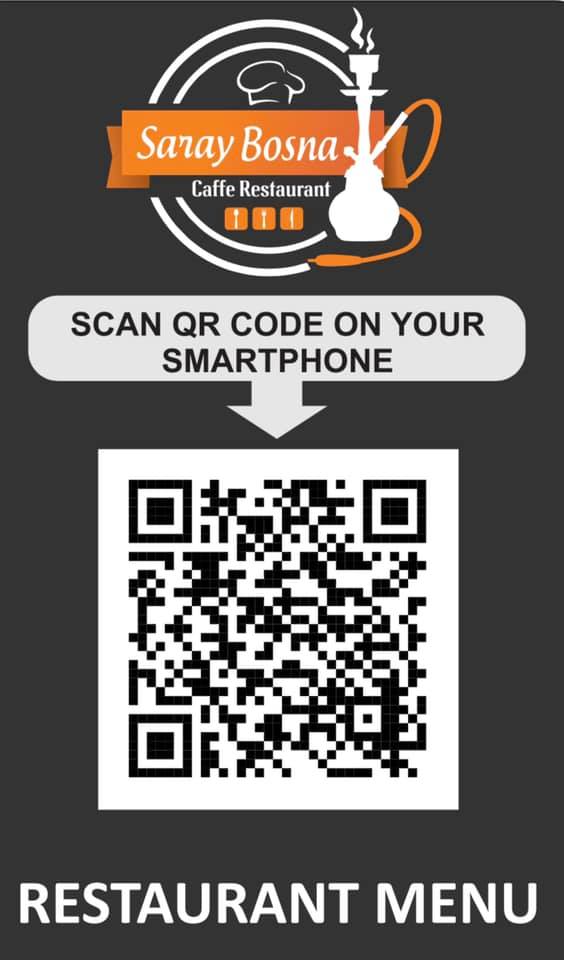 Saray Bosna
Caffe Restaurant
SCAN QR CODE ON YOUR
SMARTPHONE
RESTAURANT MENU